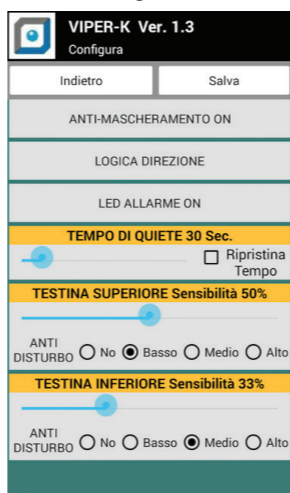 VIPER-K Ver. 1.3
Configura
Indietro Salva
ANTI-MASCHERAMENTO ON
LOGICA DIREZIONE
LED ALLARME ON
TEMPO DI QUIETE 30 Sec.
Ripristina
Tempo
TESTINA SUPERIORE Sensibilità 50%
ANTI
DISTURBO No Basso Medio Alto
TESTINA INFERIORE Sensibilità 33%
ANTI
DISTURBO No Basso Medio Alto